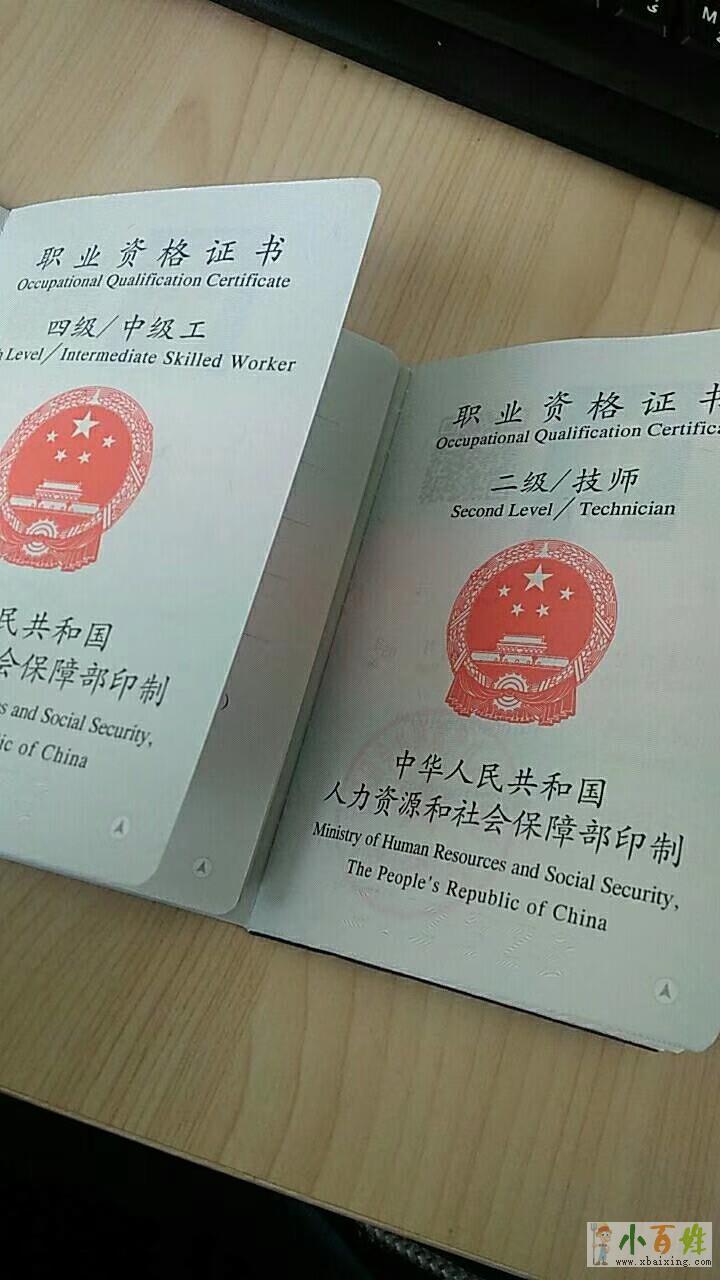 职业资格证书
Occupational Qualification Certificate
四级/中级工
Level/Intermediate Skilled Worker
民共和国
会保障部印制
and Social Security,
of China
职业资格证书
Occupational Qualification
二级/技师
Second Level/Technician
中华人民共和国
人力资源和社会保障部印制
Ministry of Human Resources and Social Security,
The People's Republic of China
小百姓
www.xbaixing.com